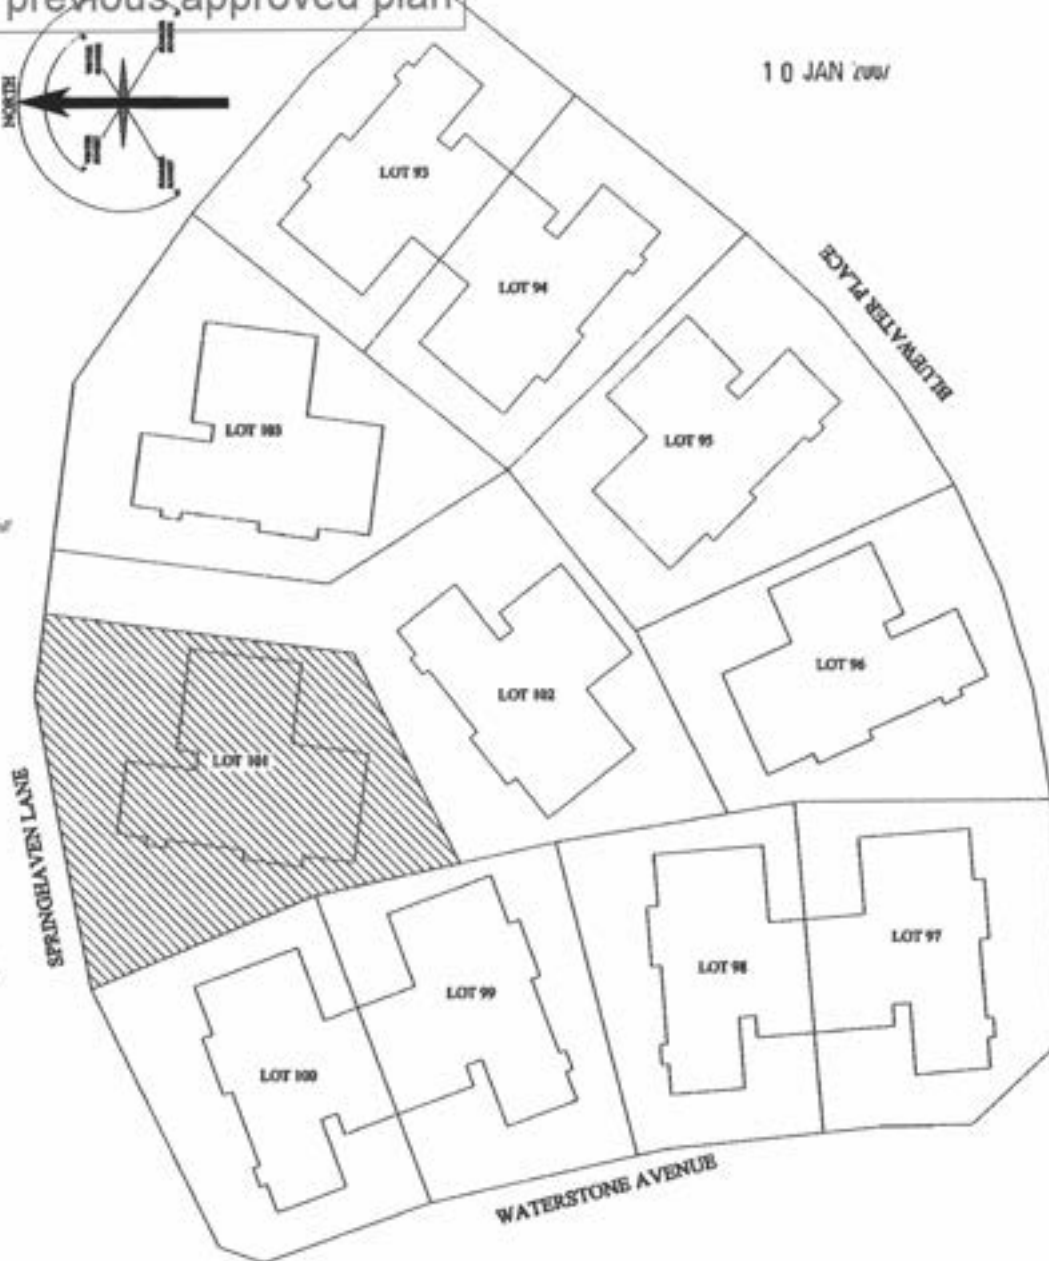 previous approved plan
10 JAN
NORTH
LOT 93
LOT 94
BLUEWATER PLACE
LOT 103
LOT 95
LOT 96
LOT 102
LOT 101
SPRINGHAVEN LANE
LOT 97
LOT 98
LOT 99
LOT 100
WATERSTONE AVENUE